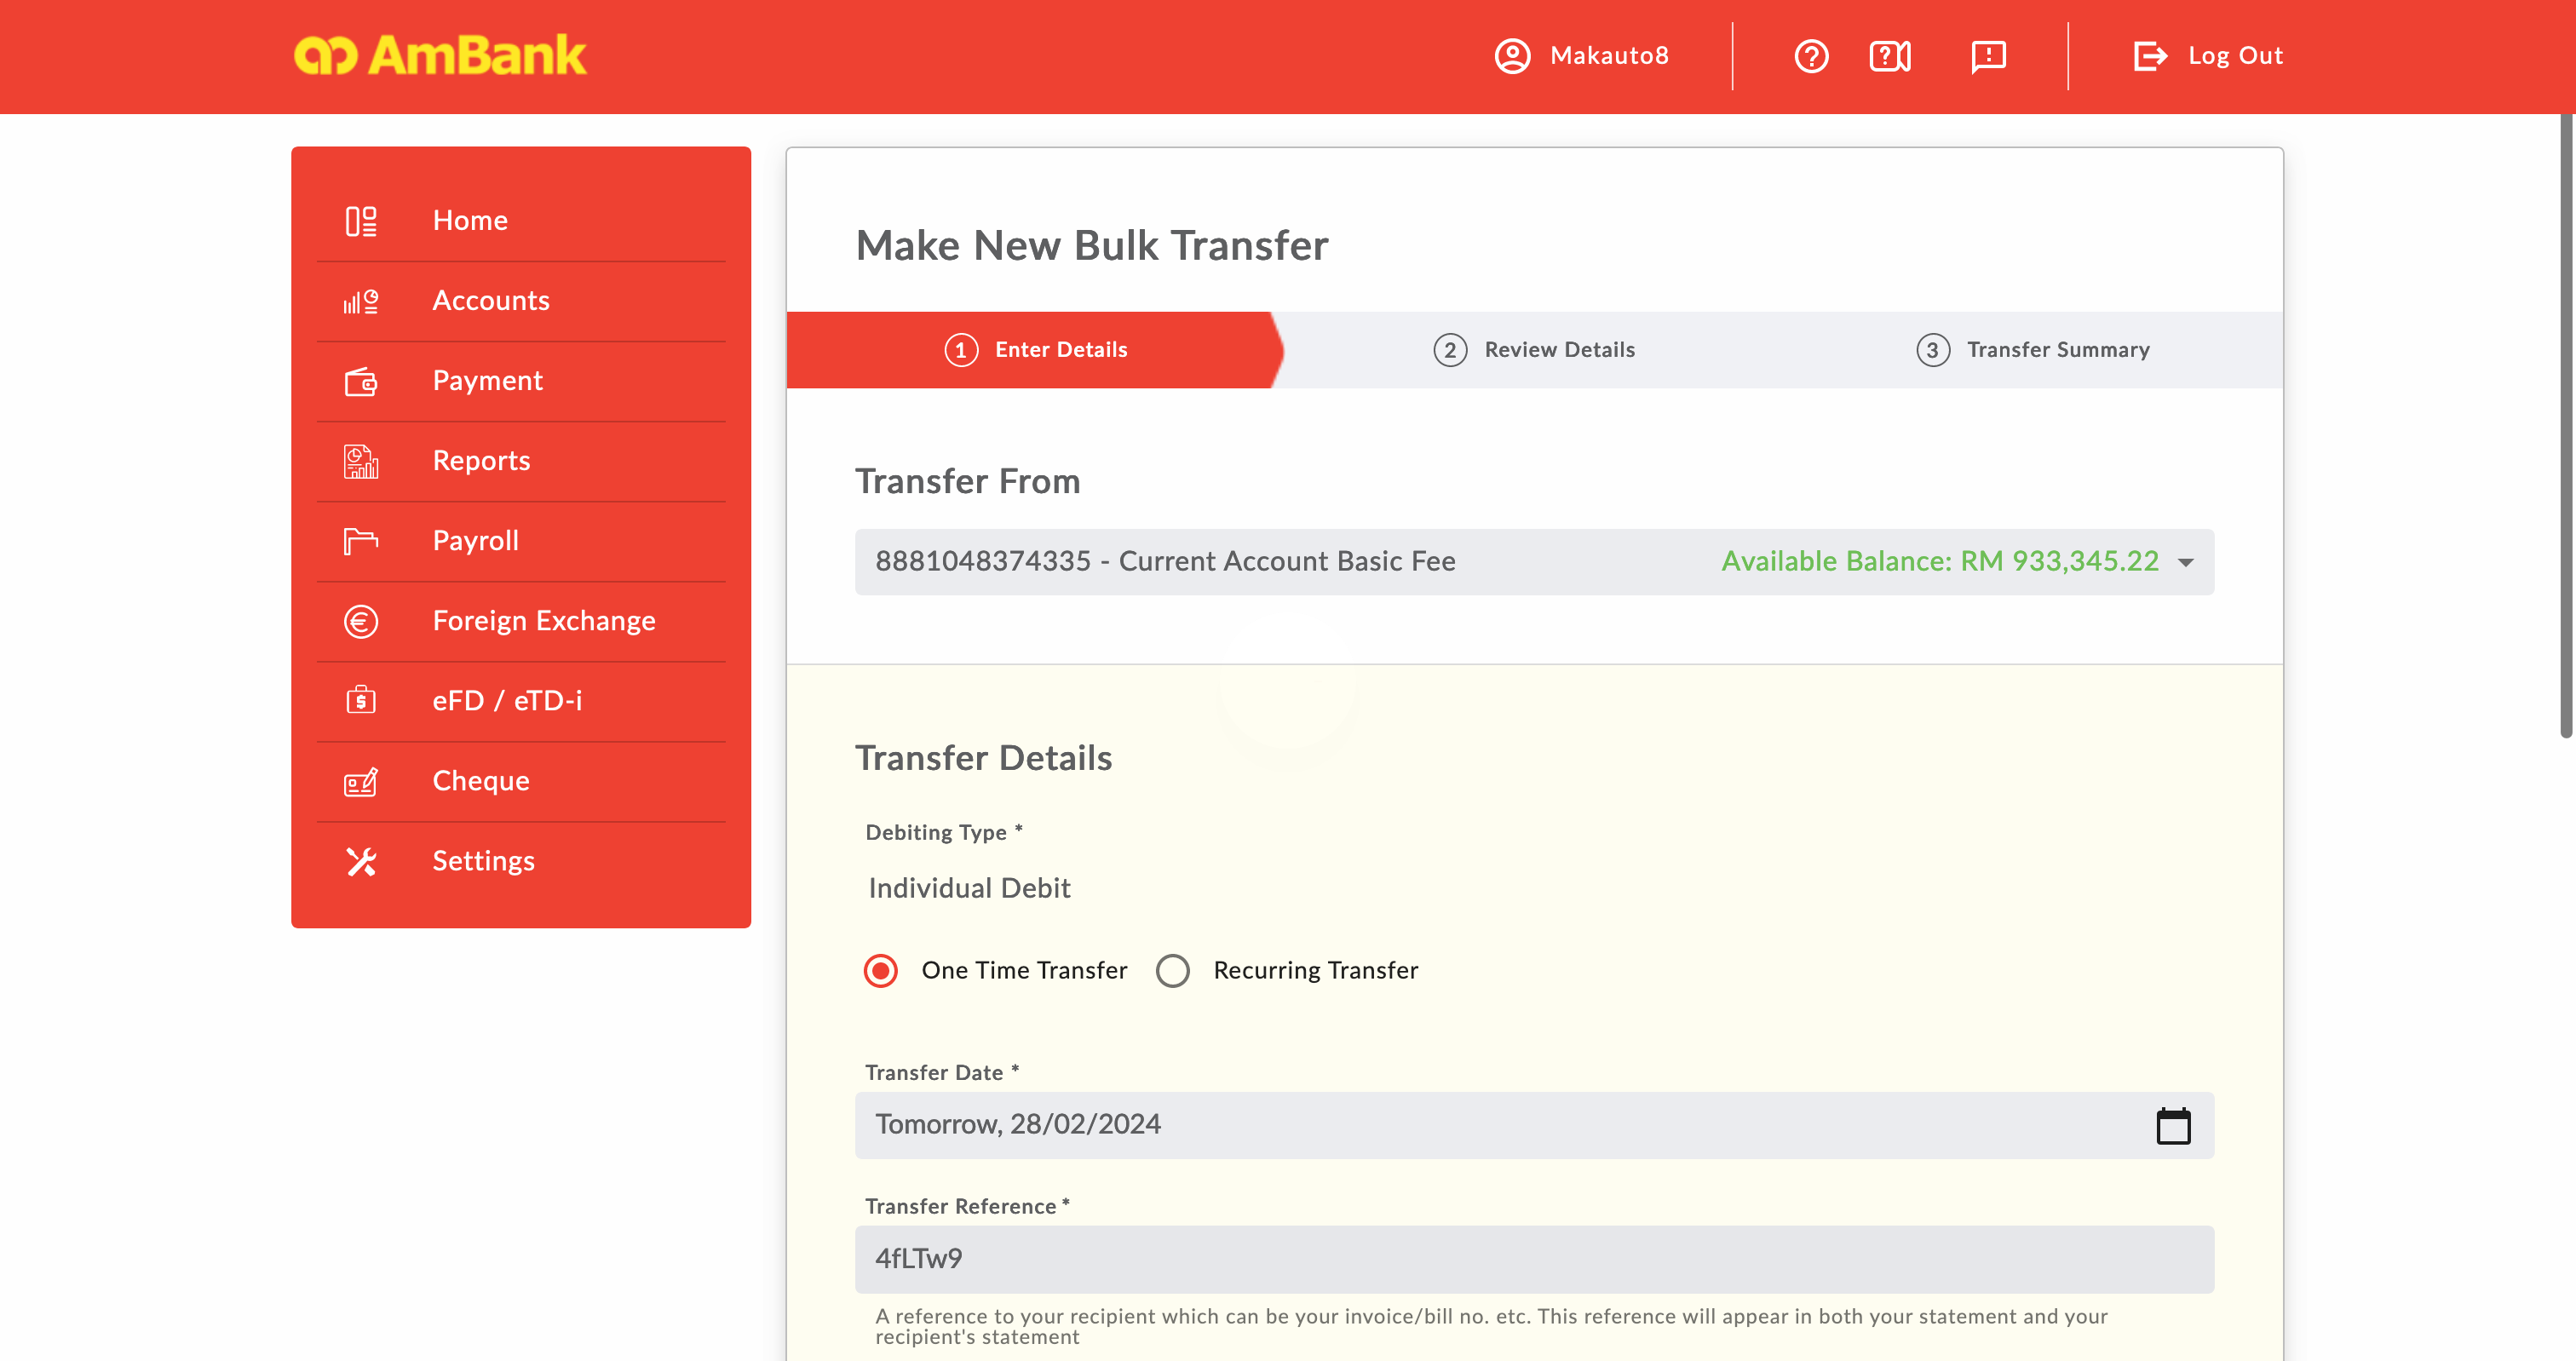 AmBank
Makauto8
Log Out
Home
Accounts
Payment
Reports
Payroll
Foreign Exchange
eFD / eTD-i
Cheque
Settings
Make New Bulk Transfer
1 Enter Details
2 Review Details
3 Transfer Summary
Transfer From
8881048374335 - Current Account Basic Fee Available Balance: RM 933,345.22
Transfer Details
Debiting Type *
Individual Debit
One Time Transfer Recurring Transfer
Transfer Date *
Tomorrow, 28/02/2024
Transfer Reference *
4fLTw9
A reference to your recipient which can be your invoice/bill no. etc. This reference will appear in both your statement and your
recipient's statement